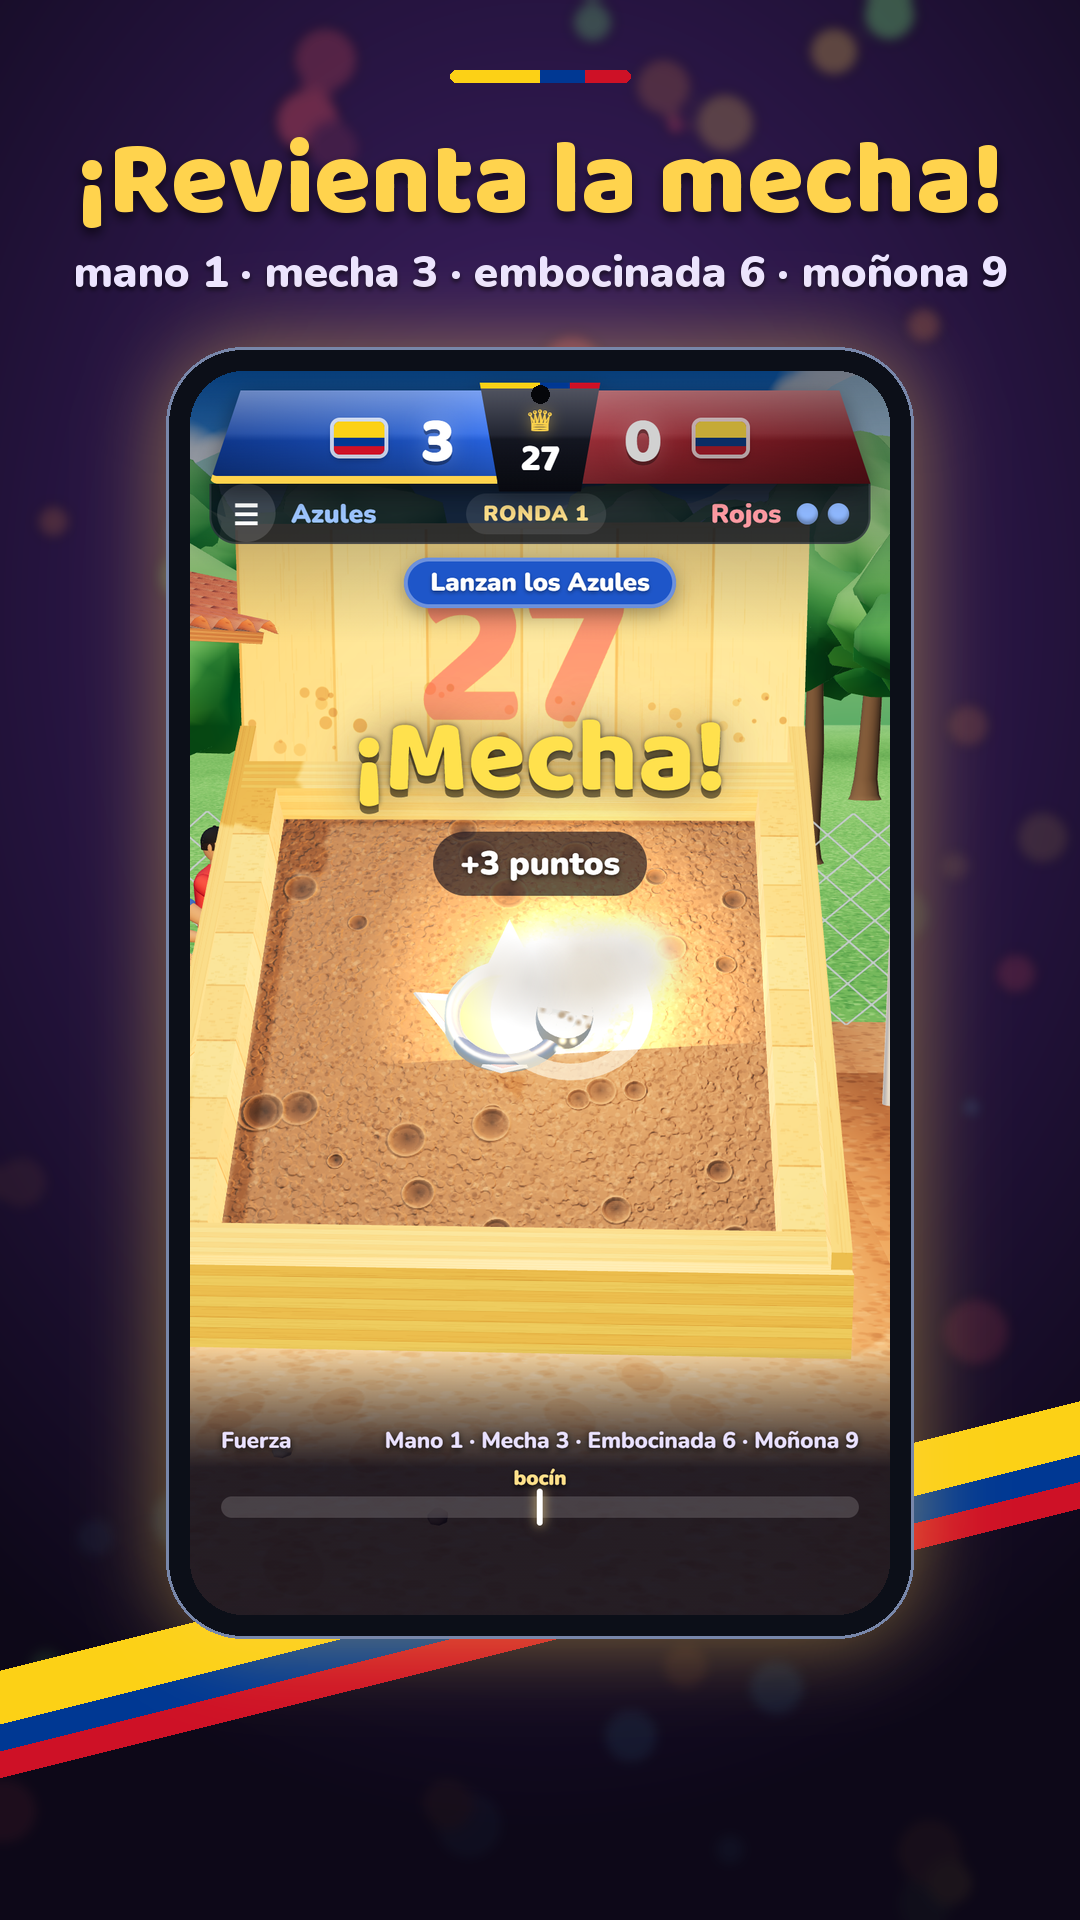 ¡Revienta la mecha!
mano 1 · mecha 3 · embocinada 6 · moñona 9
3
27
0
Azules
RONDA 1
Rojos
Lanzan los Azules
27
¡Mecha!
+3 puntos
Fuerza
Mano 1 · Mecha 3 · Embocinada 6 · Moñona 9
bocín